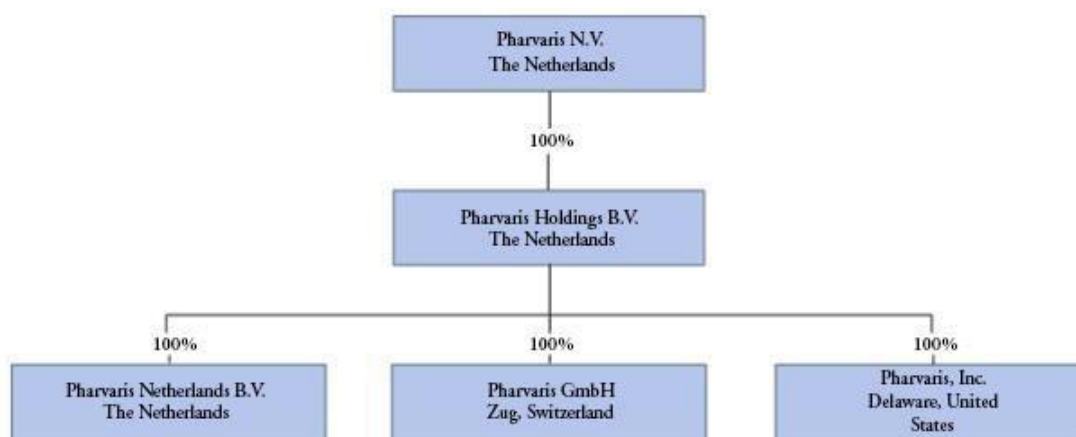 Pharvaris N.V.
The Netherlands
100%
Pharvaris Holdings B.V.
The Netherlands
100%
100%
100%
Pharvaris Netherlands B.V.
The Netherlands
Pharvaris GmbH
Zug, Switzerland
Pharvaris, Inc.
Delaware, United
States